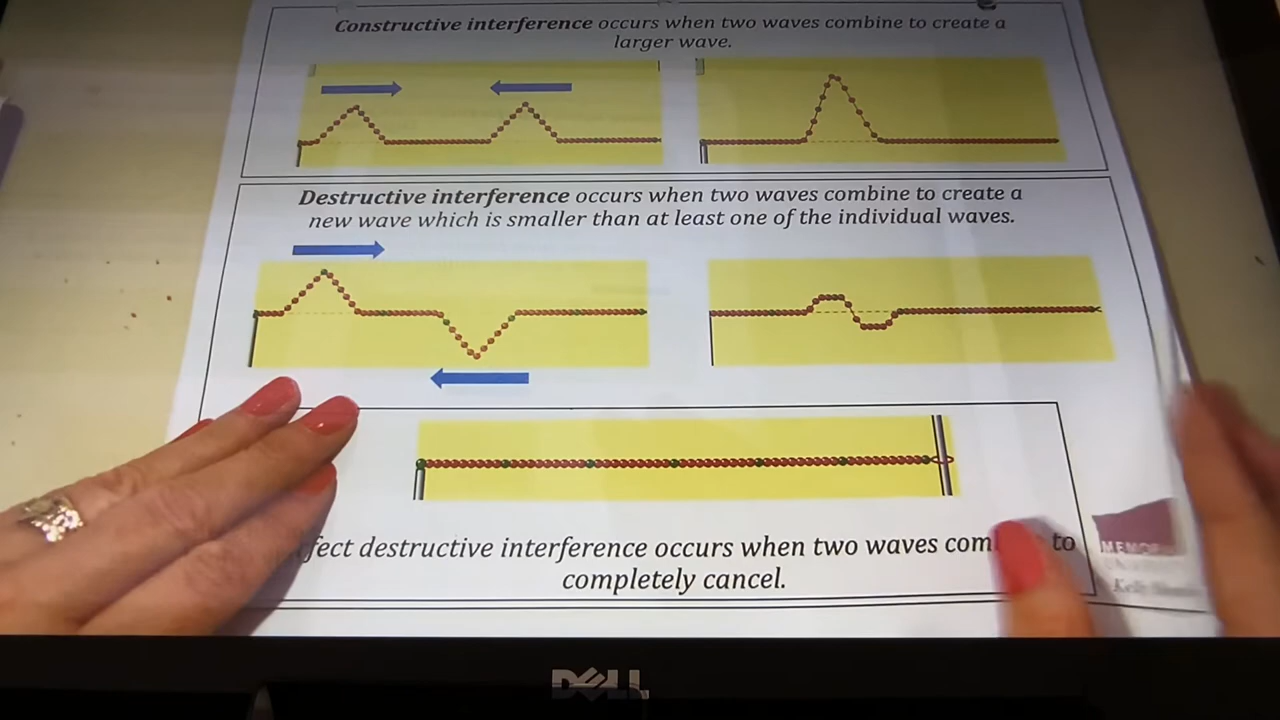 Constructive interference occurs when two waves combine to create a
larger wave.
Destructive interference occurs when two waves combine to create a
new wave which is smaller than at least one of the individual waves.
fect destructive interference occurs when two waves com to
completely cancel.
MEMOR
Kelly
DELL